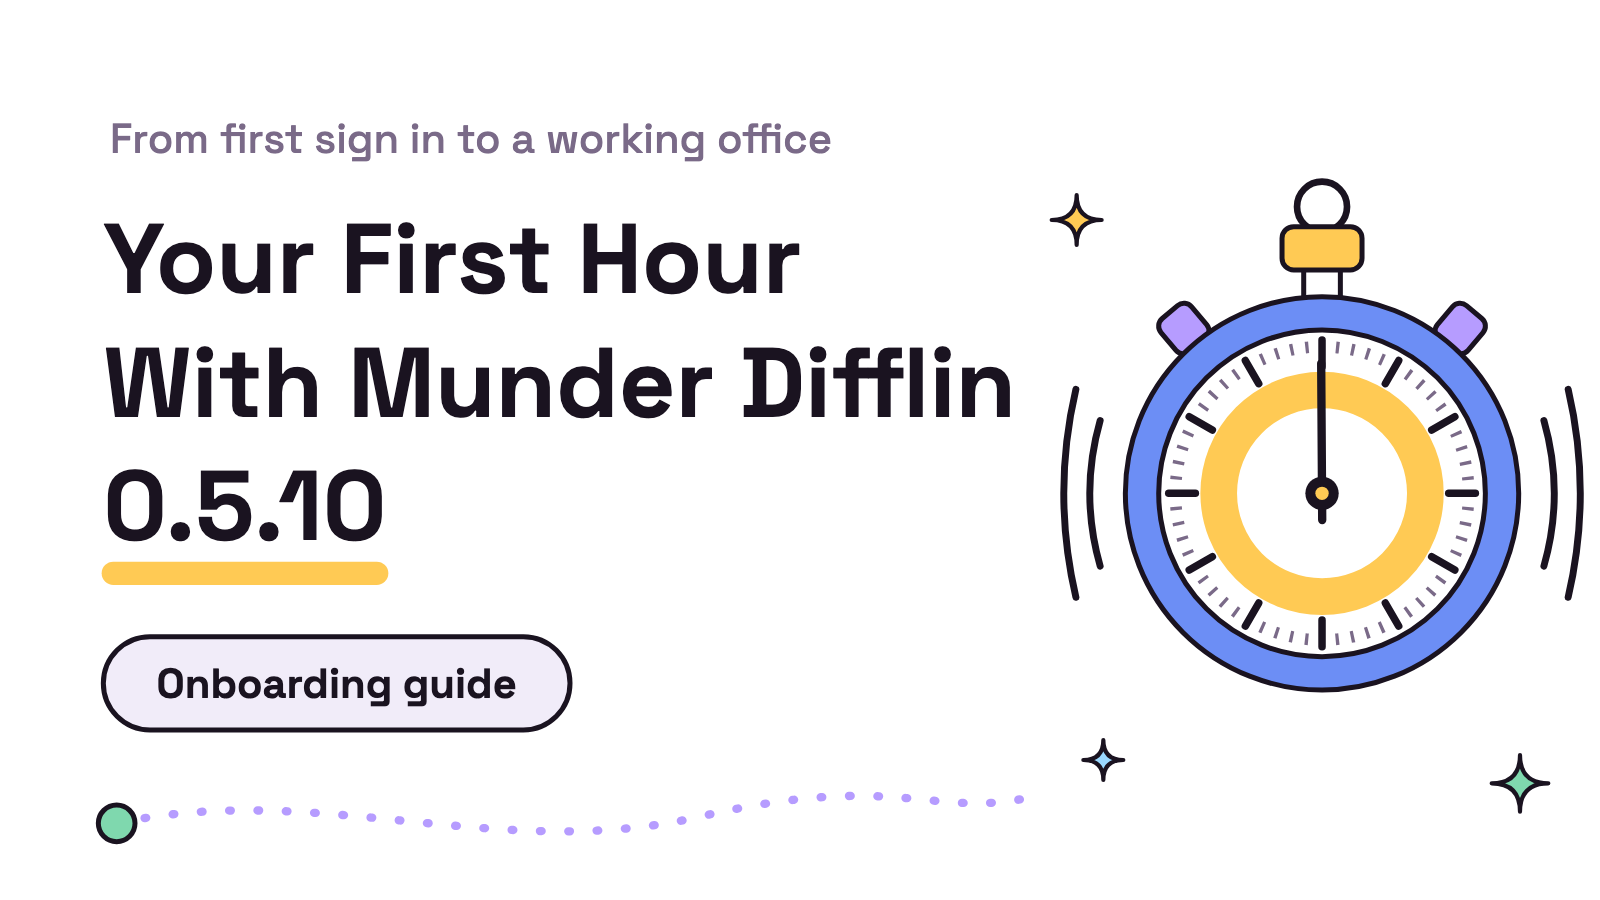 From first sign in to a working office
Your First Hour
With Munder Difflin
0.5.10
Onboarding guide